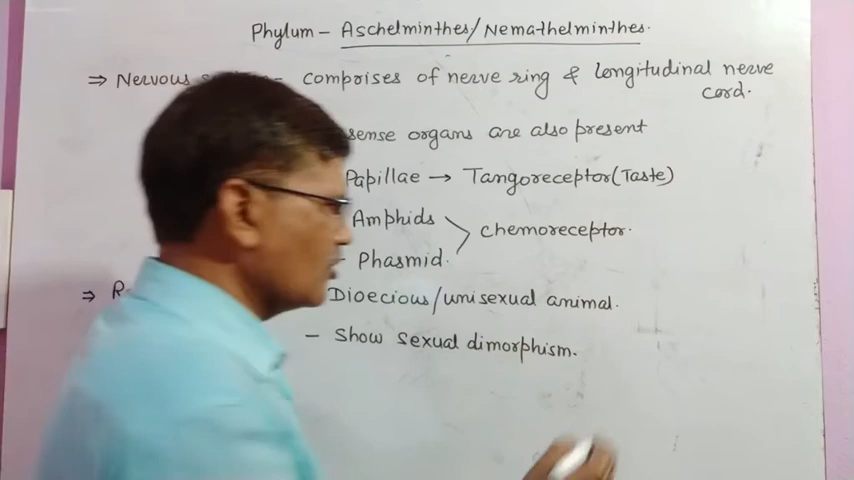 Phylum - Aschelminthes/Nemathelminthes.
⇒ Nervous - comprises of nerve ring & longitudinal nerve
cord.
sense organs are also present
Papillae → Tangoreceptor(Taste)
Amphids
chemoreceptor.
- Phasmid.
⇒ R Dioecious/unisexual animal.
- Show sexual dimorphism.